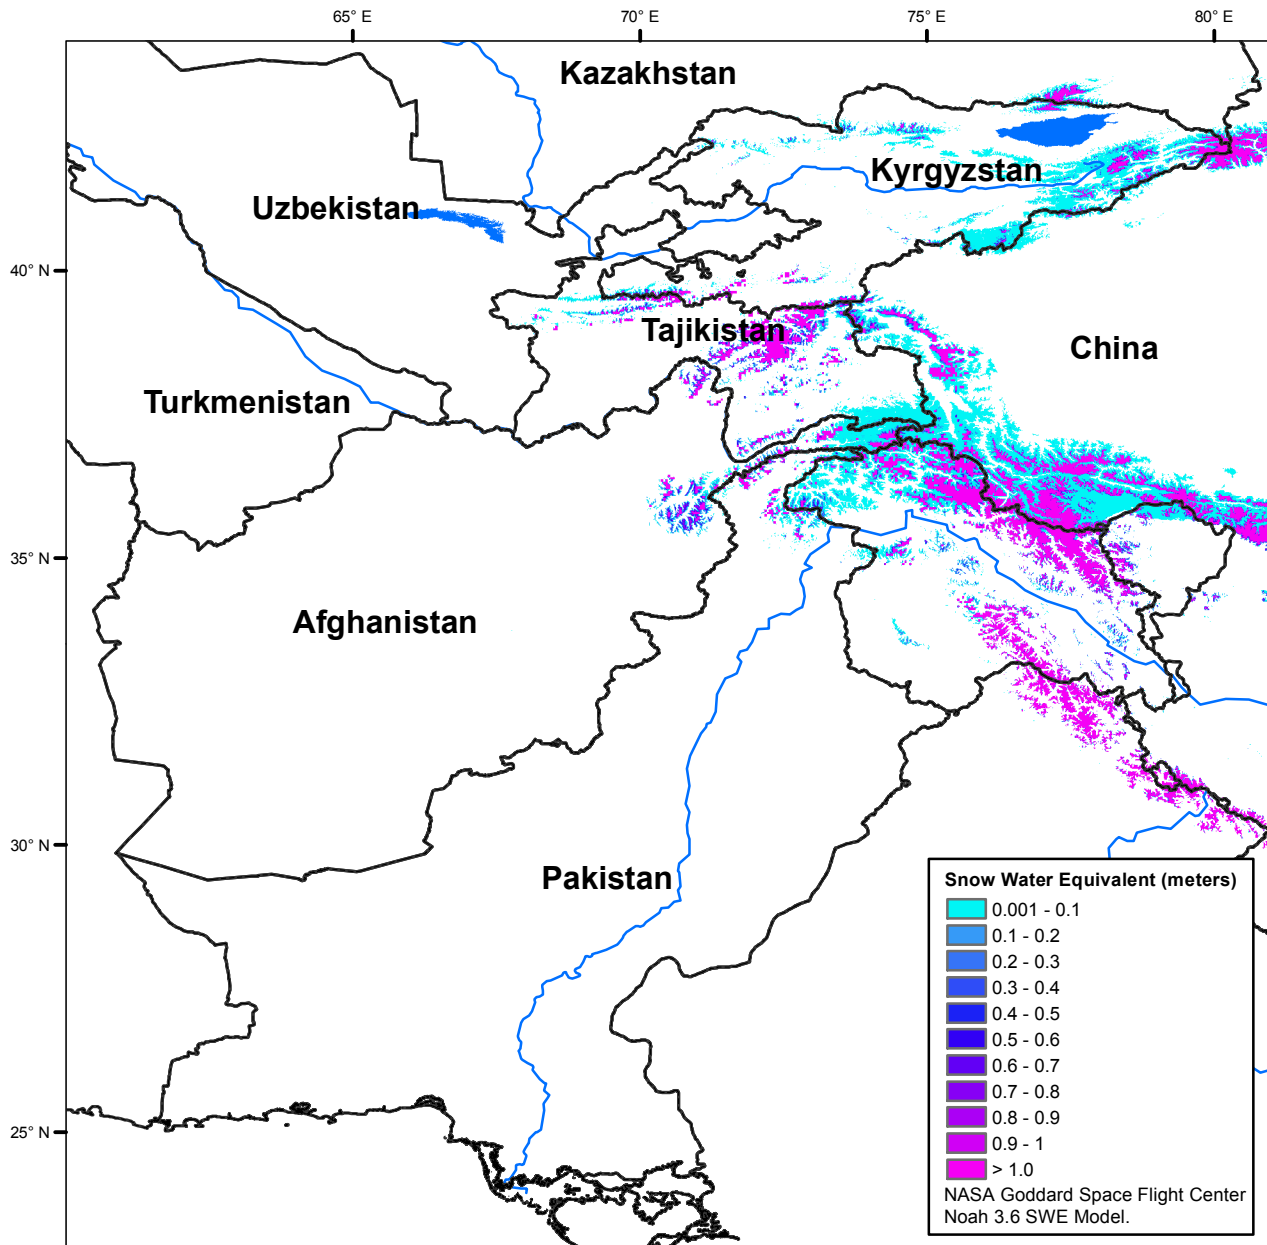 65° E
70° E
75° E
80° E
Kazakhstan
Kyrgyzstan
Uzbekistan
40° N
Tajikistan
China
Turkmenistan
35° N
Afghanistan
30° N
Pakistan
Snow Water Equivalent (meters)
0.001 - 0.1
0.1 - 0.2
0.2 - 0.3
0.3 - 0.4
0.4 - 0.5
0.5 - 0.6
0.6 - 0.7
0.7 - 0.8
0.8 - 0.9
0.9 - 1
> 1.0
NASA Goddard Space Flight Center
Noah 3.6 SWE Model.
25° N